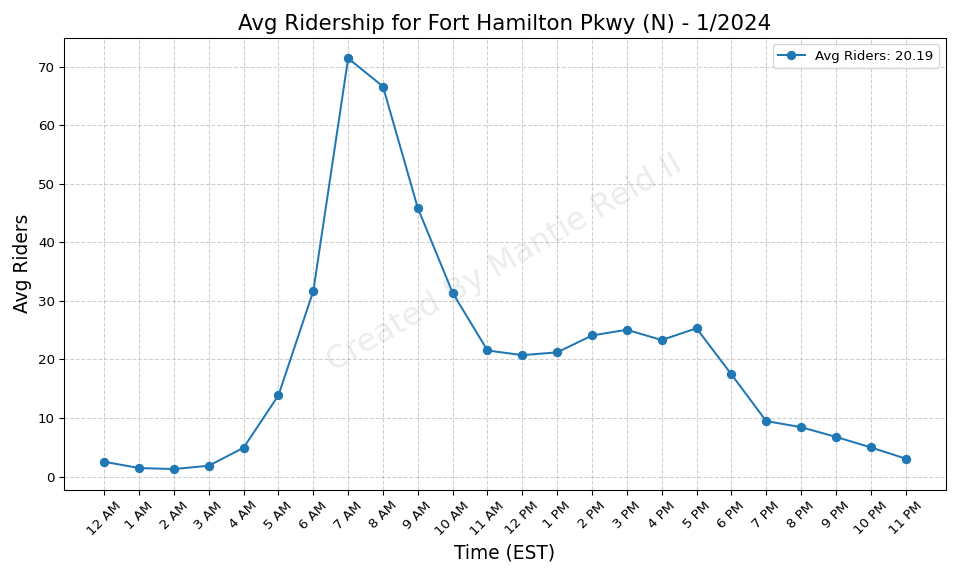 Avg Ridership for Fort Hamilton Pkwy (N) - 1/2024
Avg Riders: 20.19
70
60
50
40
30
20
10
0
Avg Riders
Created By Mantie Reid II
12 AM
1 AM
2 AM
3 AM
4 AM
5 AM
6 AM
7 AM
8 AM
9 AM
10 AM
11 AM
12 PM
1 PM
2 PM
3 PM
4 PM
5 PM
6 PM
7 PM
8 PM
9 PM
10 PM
11 PM
Time (EST)